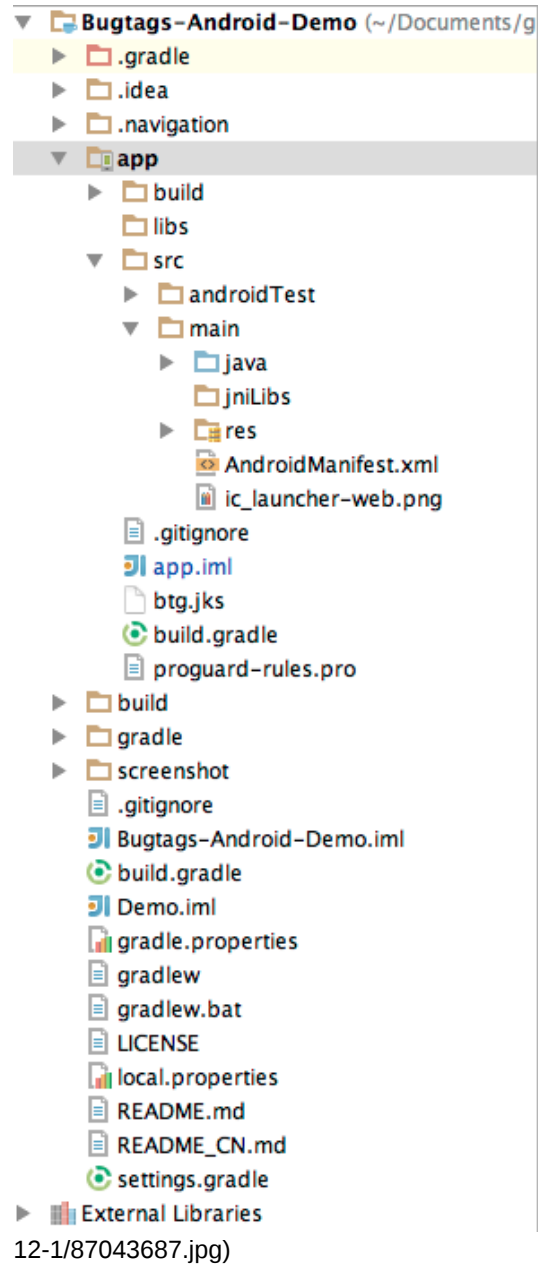 Bugtags-Android-Demo (~/Documents/g
.gradle
.idea
.navigation
app
build
libs
src
androidTest
main
java
jniLibs
res
AndroidManifest.xml
ic_launcher-web.png
.gitignore
app.iml
btg.jks
build.gradle
proguard-rules.pro
build
gradle
screenshot
.gitignore
Bugtags-Android-Demo.iml
build.gradle
Demo.iml
gradle.properties
gradlew
gradlew.bat
LICENSE
local.properties
README.md
README_CN.md
settings.gradle
External Libraries
12-1/87043687.jpg)